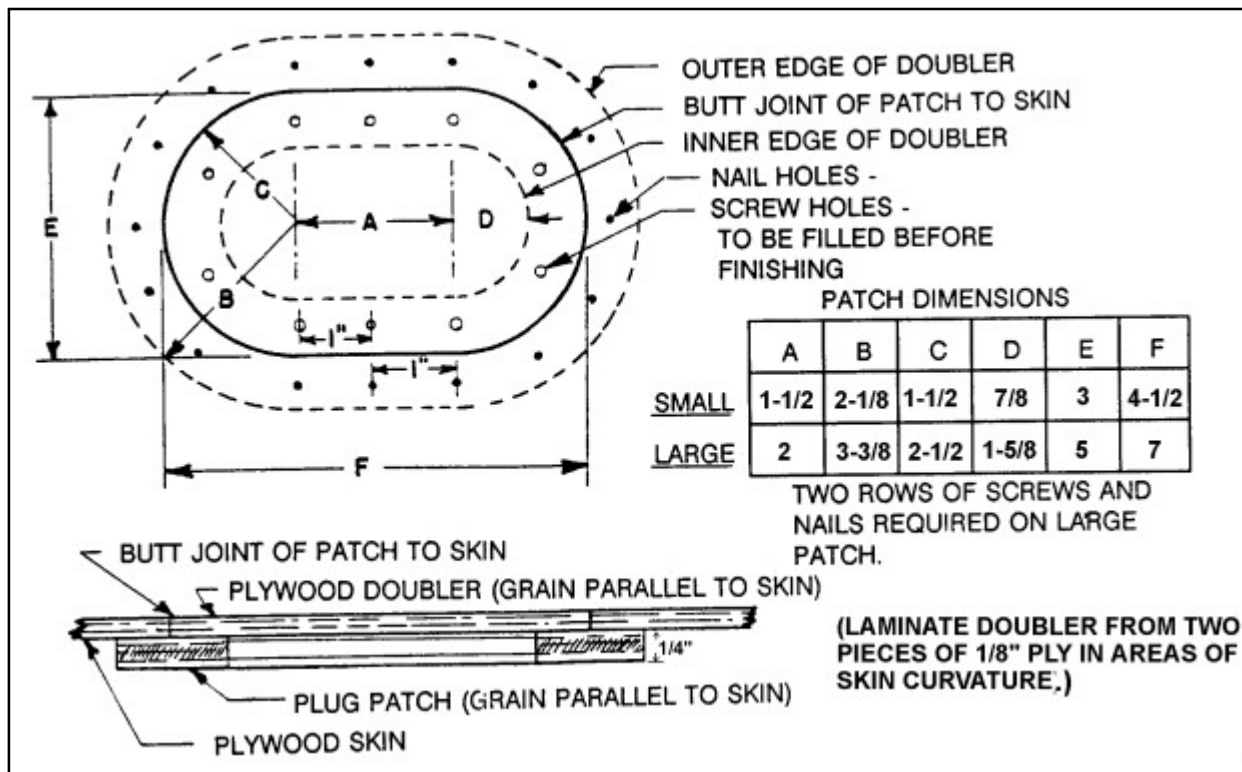 OUTER EDGE OF DOUBLER
BUTT JOINT OF PATCH TO SKIN
INNER EDGE OF DOUBLER
NAIL HOLES -
SCREW HOLES -
TO BE FILLED BEFORE
FINISHING
E
C
A
D
B
1"
1"
F
PATCH DIMENSIONS
A B C D E F
SMALL 1-1/2 2-1/8 1-1/2 7/8 3 4-1/2
LARGE 2 3-3/8 2-1/2 1-5/8 5 7
TWO ROWS OF SCREWS AND
NAILS REQUIRED ON LARGE
PATCH.
BUTT JOINT OF PATCH TO SKIN
PLYWOOD DOUBLER (GRAIN PARALLEL TO SKIN)
1/4"
PLUG PATCH (GRAIN PARALLEL TO SKIN)
PLYWOOD SKIN
(LAMINATE DOUBLER FROM TWO
PIECES OF 1/8" PLY IN AREAS OF
SKIN CURVATURE.)